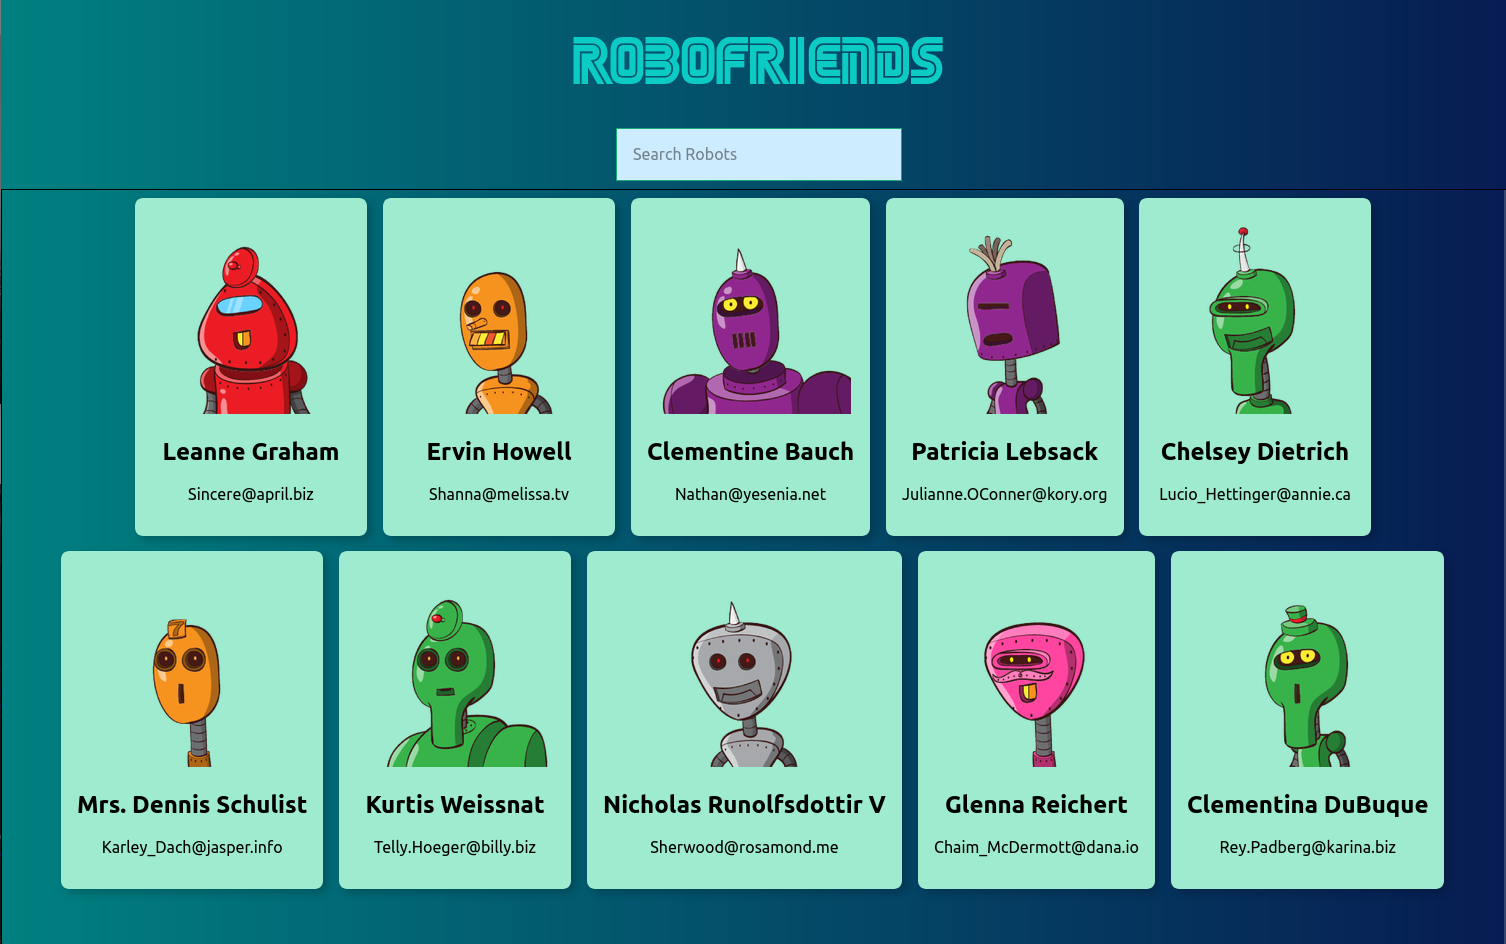 ROBOFRIENDS
Search Robots
Leanne Graham
Sincere@april.biz
Ervin Howell
Shanna@melissa.tv
Clementine Bauch
Nathan@yesenia.net
Patricia Lebsack
Julianne.OConner@kory.org
Chelsey Dietrich
Lucio_Hettinger@annie.ca
7
Mrs. Dennis Schulist
Karley_Dach@jasper.info
Kurtis Weissnat
Telly.Hoeger@billy.biz
Nicholas Runolfsdottir V
Sherwood@rosamond.me
Glenna Reichert
Chaim_McDermott@dana.io
Clementina DuBuque
Rey.Padberg@karina.biz